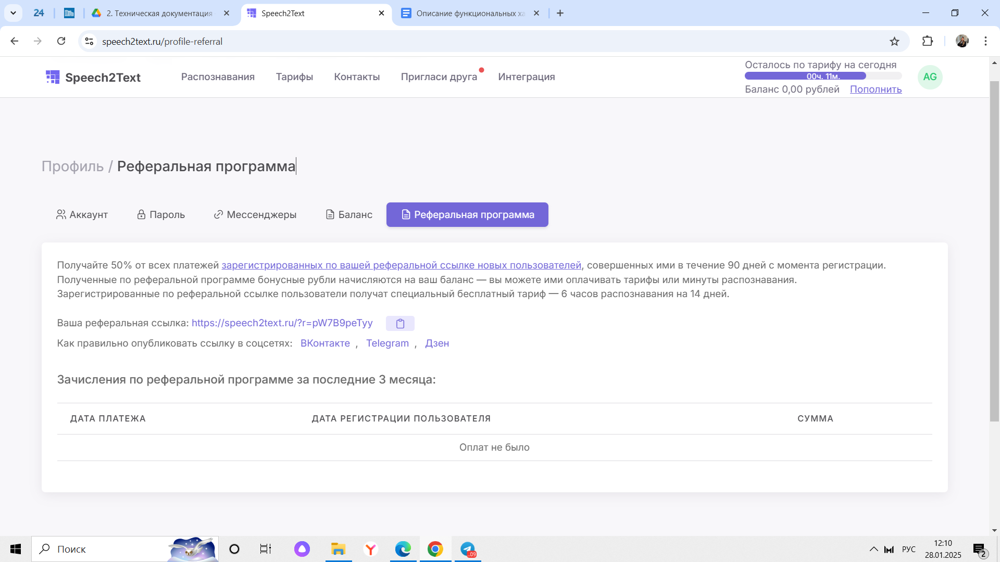 24
2. Техническая документация
Speech2Text
Описание функциональных ха
speech2text.ru/profile-referral
Speech2Text
Распознавания
Тарифы
Контакты
Пригласи друга
Интеграция
Осталось по тарифу на сегодня
00ч. 11м.
Баланс 0,00 рублей Пополнить
AG
Профиль / Реферальная программа
Аккаунт
Пароль
Мессенджеры
Баланс
Реферальная программа
Получайте 50% от всех платежей зарегистрированных по вашей реферальной ссылке новых пользователей, совершенных ими в течение 90 дней с момента регистрации.
Полученные по реферальной программе бонусные рубли начисляются на ваш баланс — вы можете ими оплачивать тарифы или минуты распознавания.
Зарегистрированные по реферальной ссылке пользователи получат специальный бесплатный тариф — 6 часов распознавания на 14 дней.
Ваша реферальная ссылка: https://speech2text.ru/?r=pW7B9peTyy
Как правильно опубликовать ссылку в соцсетях: ВКонтакте , Telegram , Дзен
Зачисления по реферальной программе за последние 3 месяца:
ДАТА ПЛАТЕЖА ДАТА РЕГИСТРАЦИИ ПОЛЬЗОВАТЕЛЯ СУММА
Оплат не было
Поиск
..09
РУС
12:10
28.01.2025
2